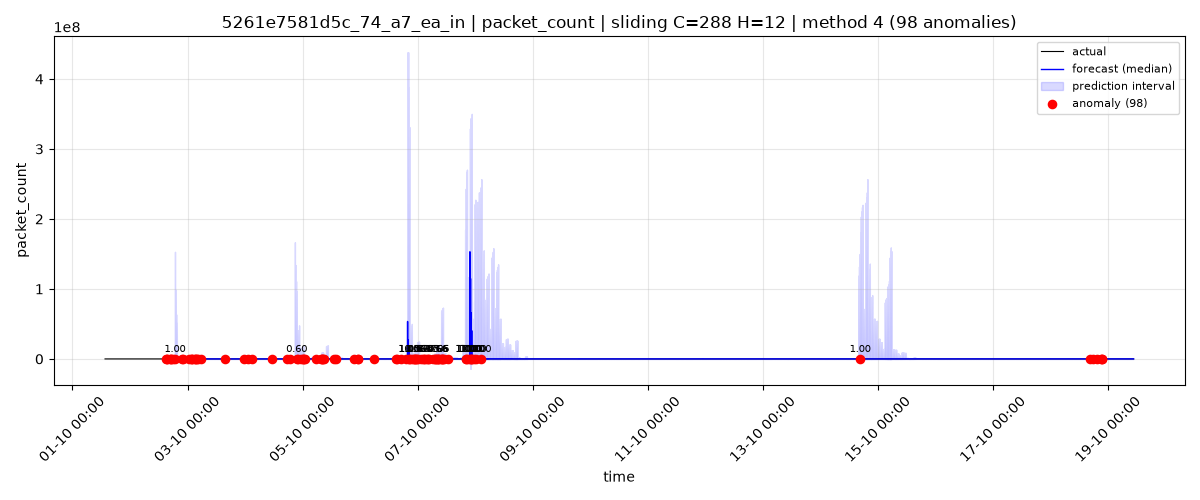 5261e7581d5c_74_a7_ea_in | packet_count | sliding C=288 H=12 | method 4 (98 anomalies)
1e8
actual
forecast (median)
prediction interval
anomaly (98)
4
3
2
1
0
packet_count
1.00
0.60
1.00
01-10 00:00
03-10 00:00
05-10 00:00
07-10 00:00
09-10 00:00
11-10 00:00
13-10 00:00
15-10 00:00
17-10 00:00
19-10 00:00
time